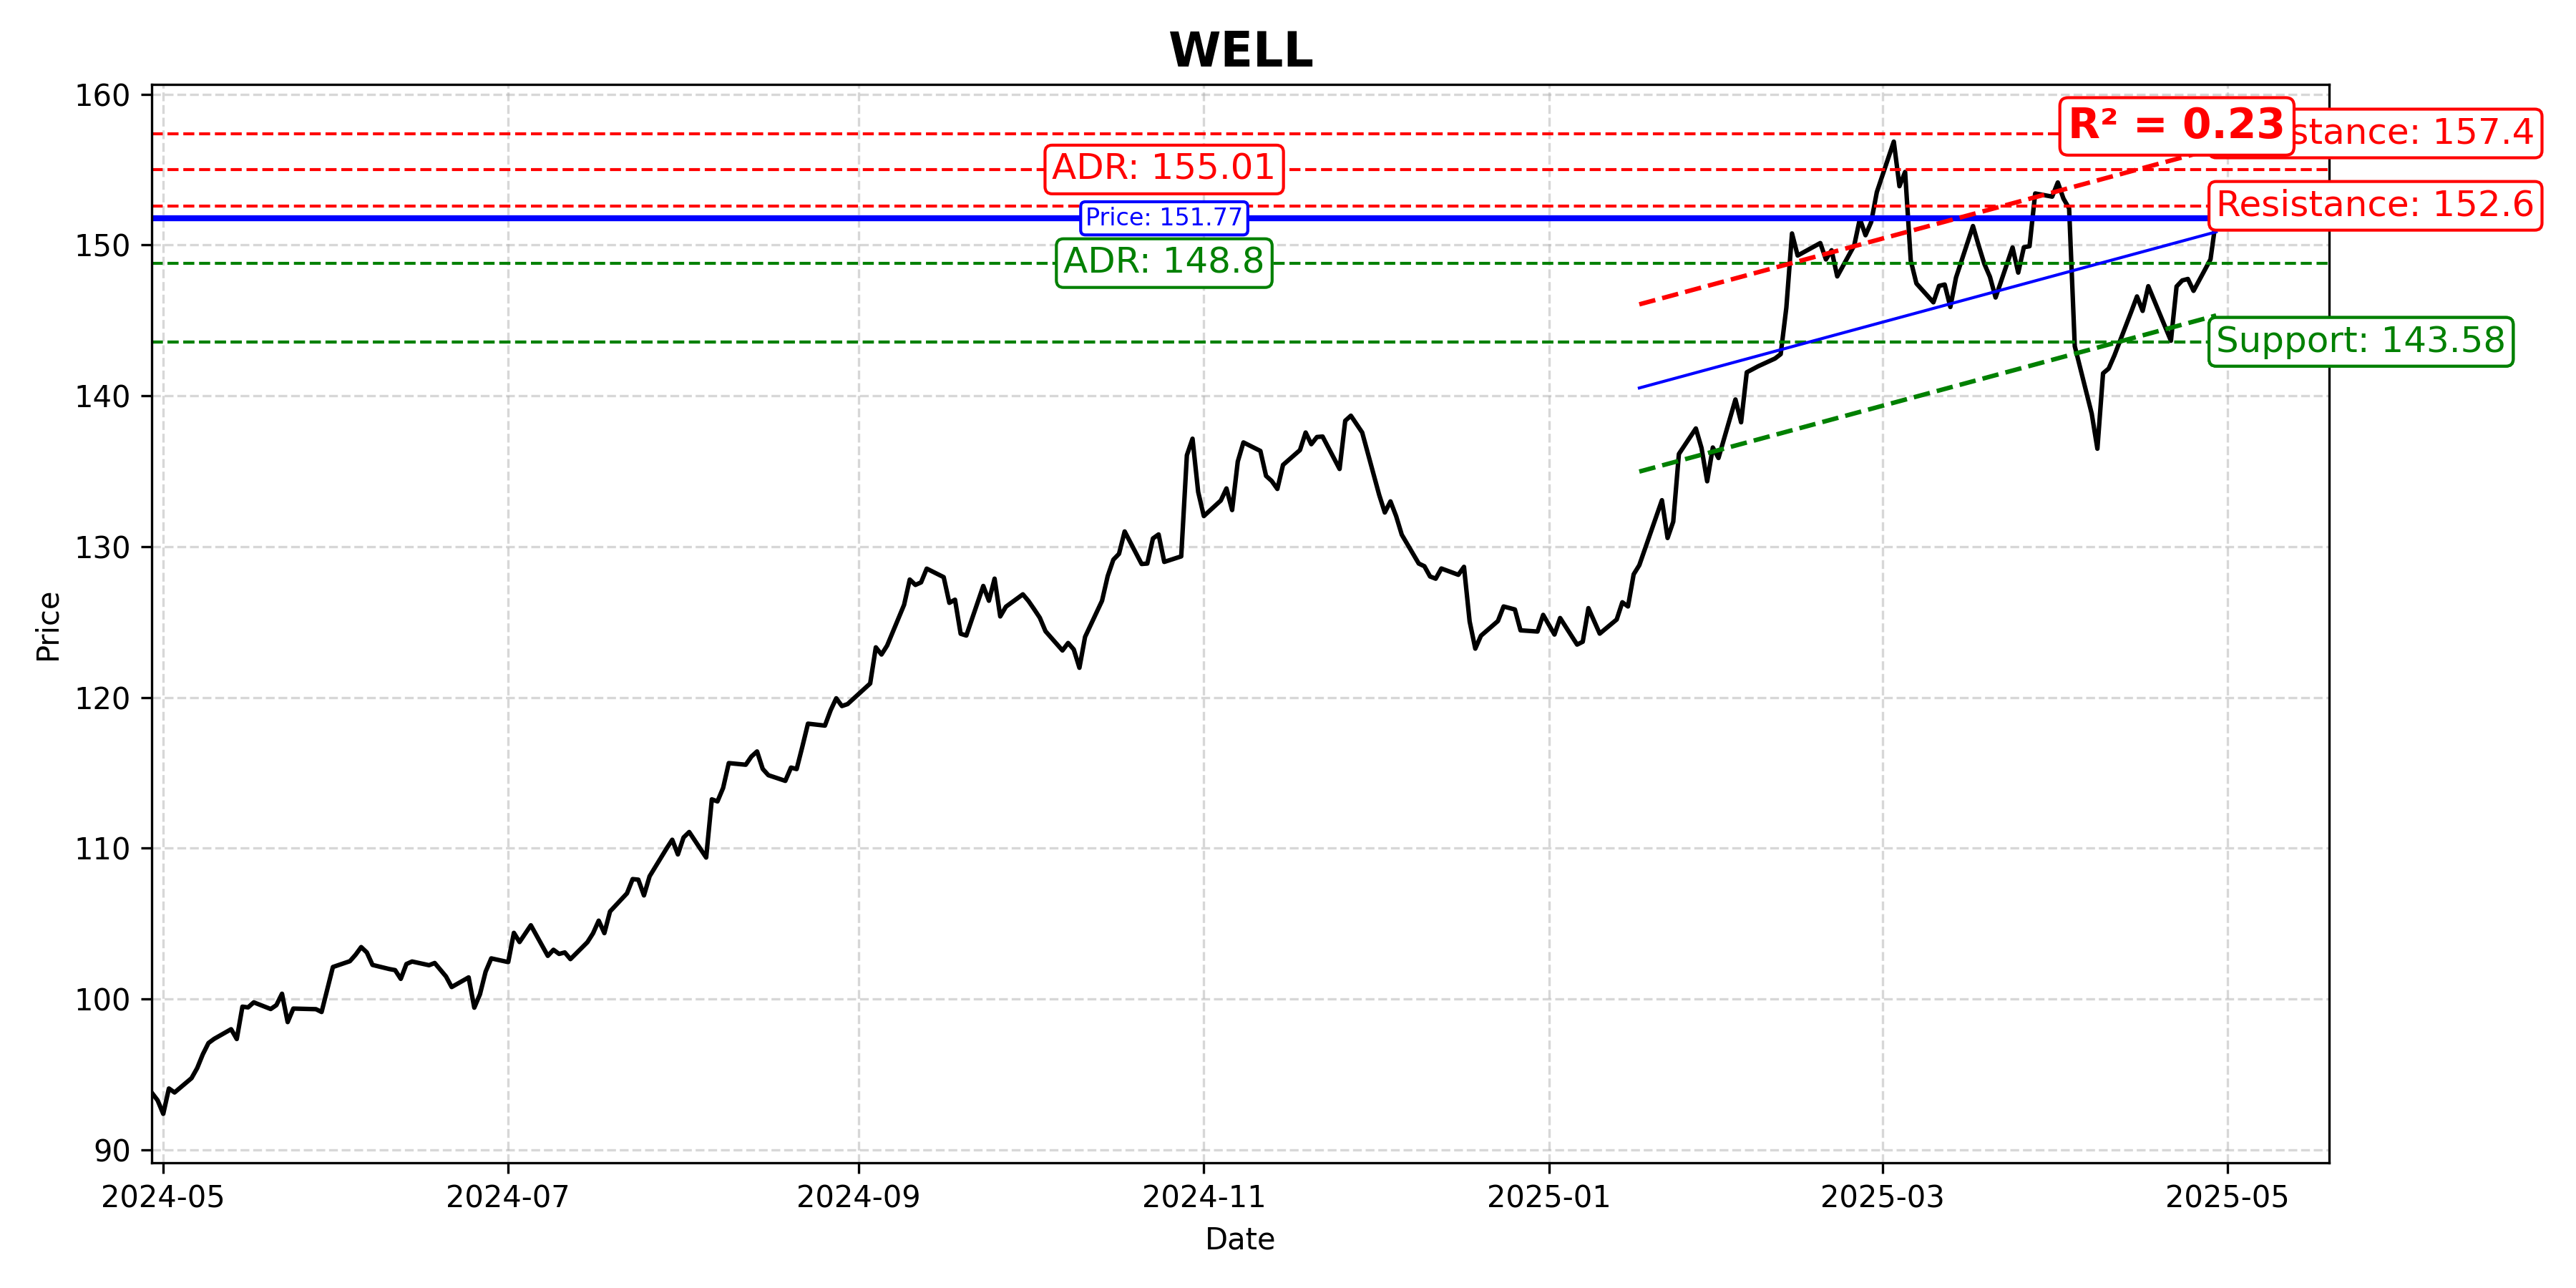 WELL
160
150
140
130
120
110
100
90
Price
R² = 0.23
stance: 157.4
ADR: 155.01
Resistance: 152.6
Price: 151.77
ADR: 148.8
Support: 143.58
2024-05
2024-07
2024-09
2024-11
2025-01
2025-03
2025-05
Date